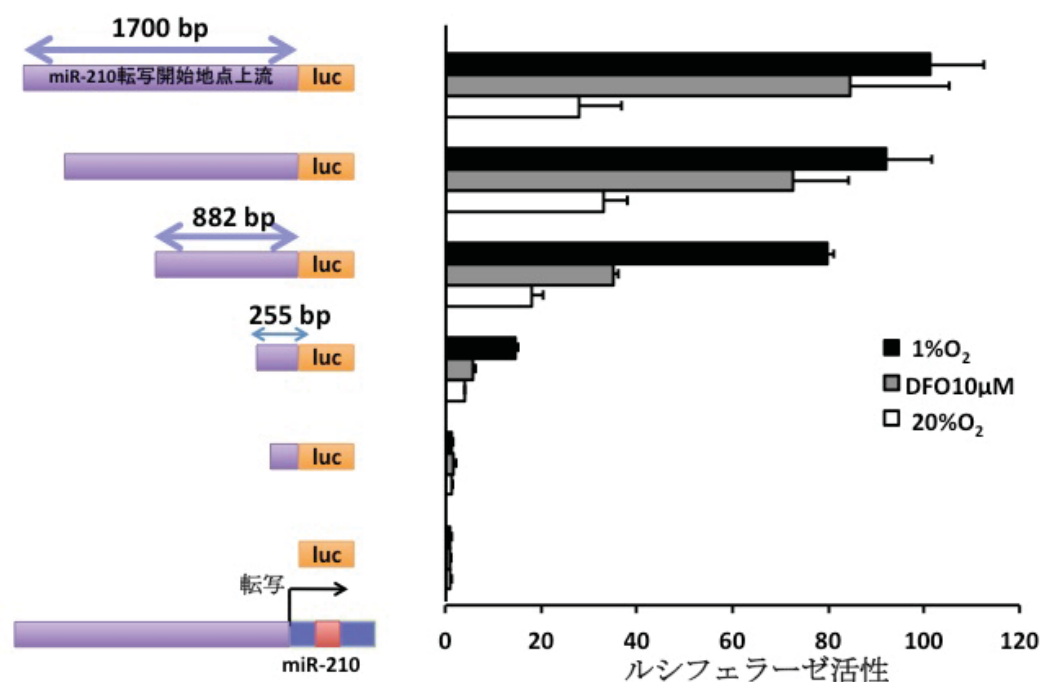 1700 bp
miR-210転写開始地点上流
luc
luc
882 bp
luc
255 bp
luc
luc
luc
転写
miR-210
1%O₂
DFO10μM
20%O₂
0 20 40 60 80 100 120
ルシフェラーゼ活性